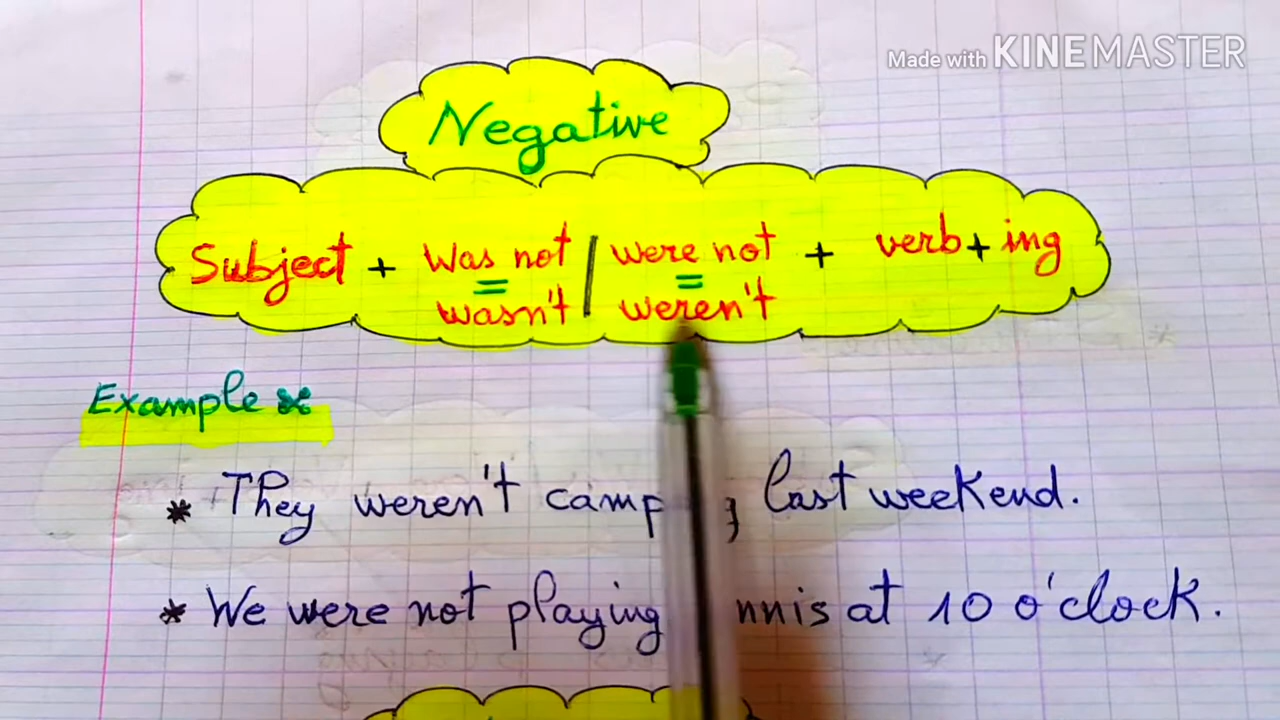 Made with KINEMASTER
Negative
Subject + was not / were not + verb + ing
= =
wasn't weren't
Example
* They weren't last weekend.
* We were not playing at 10 o'clock.